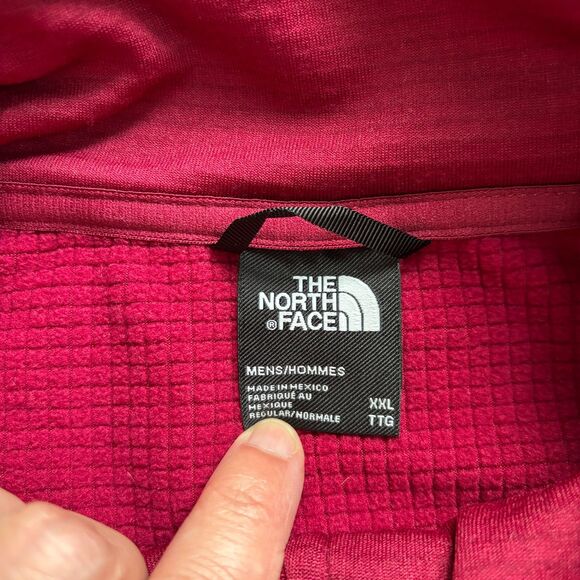 THE
NORTH
® FACE
MENS/HOMMES
MADE IN MEXICO
FABRIQUÉ AU
MEXIQUE XXL
REGULAR/NORMALE TTG